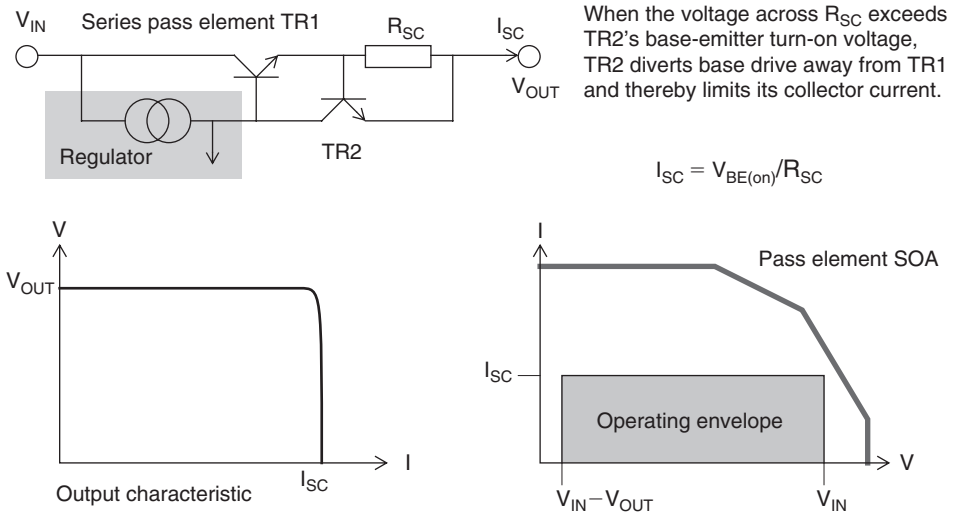 V_IN
Series pass element TR1
R_SC
I_SC
V_OUT
Regulator
TR2
When the voltage across R_SC exceeds
TR2's base-emitter turn-on voltage,
TR2 diverts base drive away from TR1
and thereby limits its collector current.
I_SC = V_BE(on)/R_SC
V
V_OUT
I_SC
I
Output characteristic
I
Pass element SOA
I_SC
Operating envelope
V
V_IN−V_OUT
V_IN